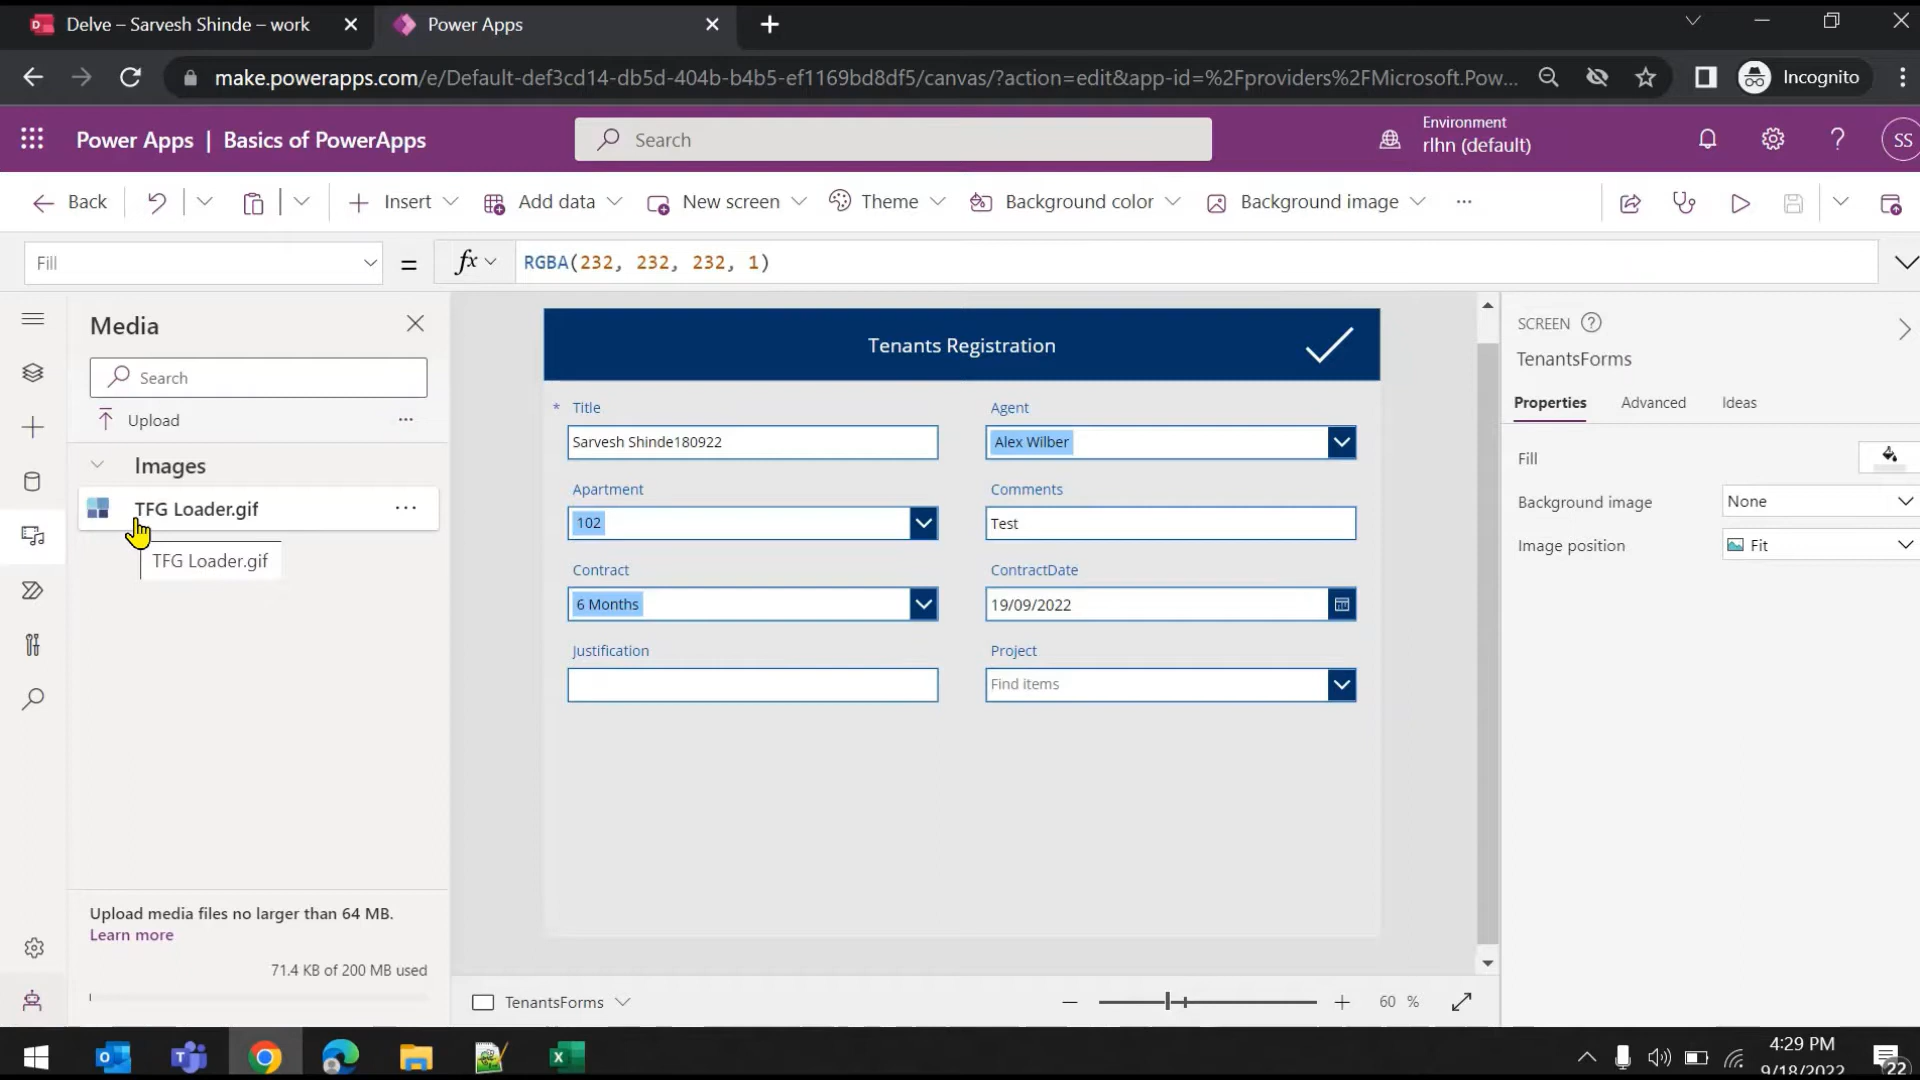 Delve – Sarvesh Shinde – work
Power Apps
make.powerapps.com/e/Default-def3cd14-db5d-404b-b4b5-ef1169bd8df5/canvas/?action=edit&app-id=%2Fproviders%2FMicrosoft.Pow...
Incognito
Power Apps | Basics of PowerApps
Search
Environment
rlhn (default)
SS
Back
Insert
Add data
New screen
Theme
Background color
Background image
Fill
=
fx
RGBA(232, 232, 232, 1)
Media
Search
Upload
Images
TFG Loader.gif
TFG Loader.gif
Upload media files no larger than 64 MB.
Learn more
71.4 KB of 200 MB used
Tenants Registration
* Title
Sarvesh Shinde180922
Agent
Alex Wilber
Apartment
102
Comments
Test
Contract
6 Months
ContractDate
19/09/2022
Justification
Project
Find items
TenantsForms
60 %
SCREEN
TenantsForms
Properties
Advanced
Ideas
Fill
Background image
None
Image position
Fit
4:29 PM
9/18/2022
22